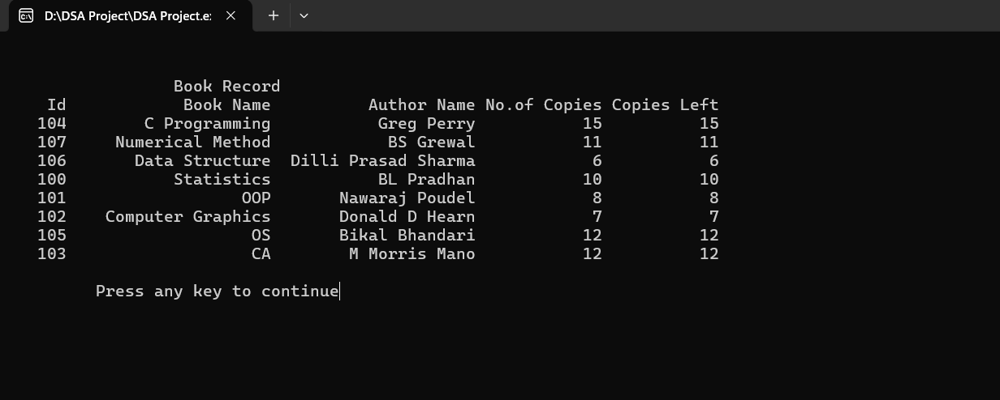 D:\DSA Project\DSA Project.e
Book Record
Id Book Name Author Name No.of Copies Copies Left
104 C Programming Greg Perry 15 15
107 Numerical Method BS Grewal 11 11
106 Data Structure Dilli Prasad Sharma 6 6
100 Statistics BL Pradhan 10 10
101 OOP Nawaraj Poudel 8 8
102 Computer Graphics Donald D Hearn 7 7
105 OS Bikal Bhandari 12 12
103 CA M Morris Mano 12 12
Press any key to continue